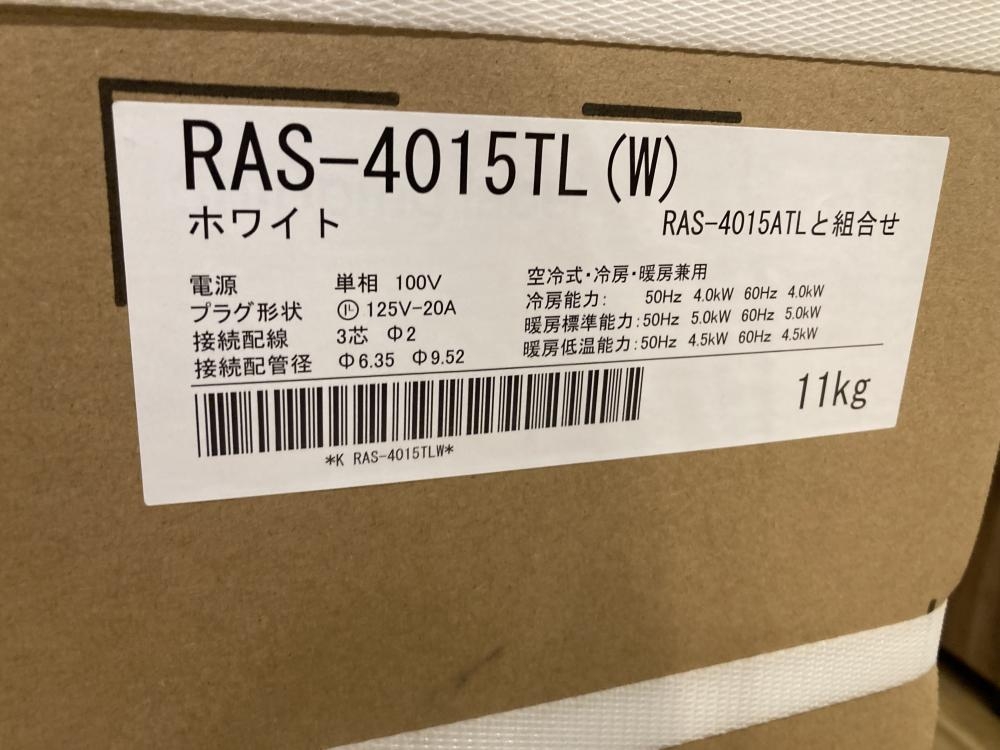 RAS-4015TL(W)
ホワイト
RAS-4015ATLと組合せ
電源 単相 100V
プラグ形状 125V-20A
接続配線 3芯 Φ2
接続配管径 Φ6.35 Φ9.52
空冷式・冷房・暖房兼用
冷房能力: 50Hz 4.0kW 60Hz 4.0kW
暖房標準能力:50Hz 5.0kW 60Hz 5.0kW
暖房低温能力:50Hz 4.5kW 60Hz 4.5kW
11kg
*K RAS-4015TLW*